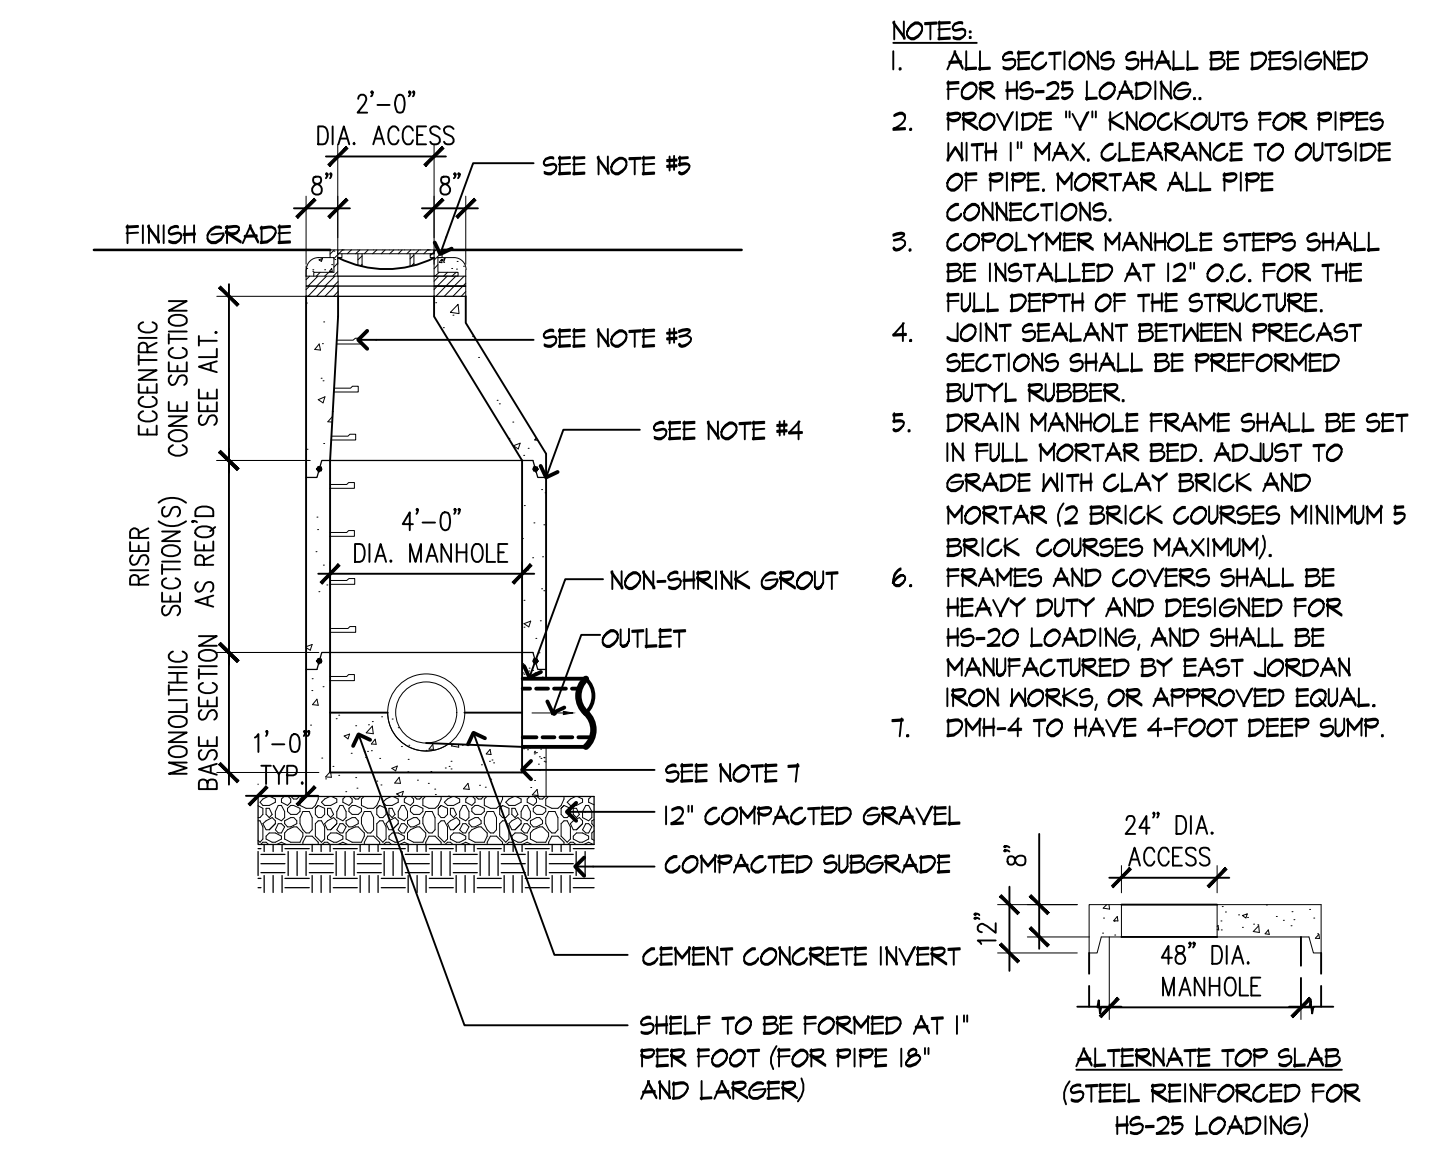 2'-0"
DIA. ACCESS
8"
8"
SEE NOTE #5
FINISH GRADE
ECCENTRIC
CONE SECTION
SEE ALT.
SEE NOTE #3
SEE NOTE #4
RISER
SECTION(S)
AS REQ'D
4'-0"
DIA. MANHOLE
NON-SHRINK GROUT
OUTLET
MONOLITHIC
BASE SECTION
1'-0"
TYP.
SEE NOTE 7
12" COMPACTED GRAVEL
COMPACTED SUBGRADE
CEMENT CONCRETE INVERT
SHELF TO BE FORMED AT 1"
PER FOOT (FOR PIPE 18"
AND LARGER)
NOTES:
1. ALL SECTIONS SHALL BE DESIGNED
FOR HS-25 LOADING..
2. PROVIDE "V" KNOCKOUTS FOR PIPES
WITH 1" MAX. CLEARANCE TO OUTSIDE
OF PIPE. MORTAR ALL PIPE
CONNECTIONS.
3. COPOLYMER MANHOLE STEPS SHALL
BE INSTALLED AT 12" O.C. FOR THE
FULL DEPTH OF THE STRUCTURE.
4. JOINT SEALANT BETWEEN PRECAST
SECTIONS SHALL BE PREFORMED
BUTYL RUBBER.
5. DRAIN MANHOLE FRAME SHALL BE SET
IN FULL MORTAR BED. ADJUST TO
GRADE WITH CLAY BRICK AND
MORTAR (2 BRICK COURSES MINIMUM 5
BRICK COURSES MAXIMUM).
6. FRAMES AND COVERS SHALL BE
HEAVY DUTY AND DESIGNED FOR
HS-20 LOADING, AND SHALL BE
MANUFACTURED BY EAST JORDAN
IRON WORKS, OR APPROVED EQUAL.
7. DMH-4 TO HAVE 4-FOOT DEEP SUMP.
24" DIA.
ACCESS
8"
12"
48" DIA.
MANHOLE
ALTERNATE TOP SLAB
(STEEL REINFORCED FOR
HS-25 LOADING)